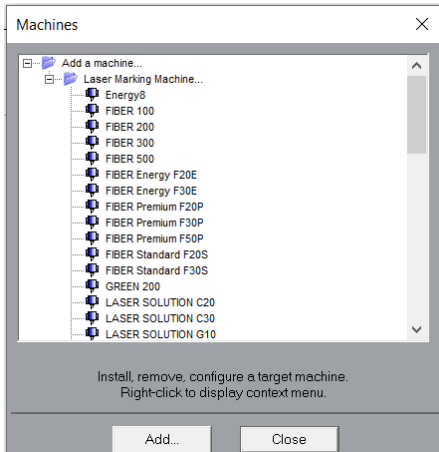 Machines
Add a machine...
Laser Marking Machine...
Energy8
FIBER 100
FIBER 200
FIBER 300
FIBER 500
FIBER Energy F20E
FIBER Energy F30E
FIBER Premium F20P
FIBER Premium F30P
FIBER Premium F50P
FIBER Standard F20S
FIBER Standard F30S
GREEN 200
LASER SOLUTION C20
LASER SOLUTION C30
LASER SOLUTION G10
Install, remove, configure a target machine.
Right-click to display context menu.
Add... Close